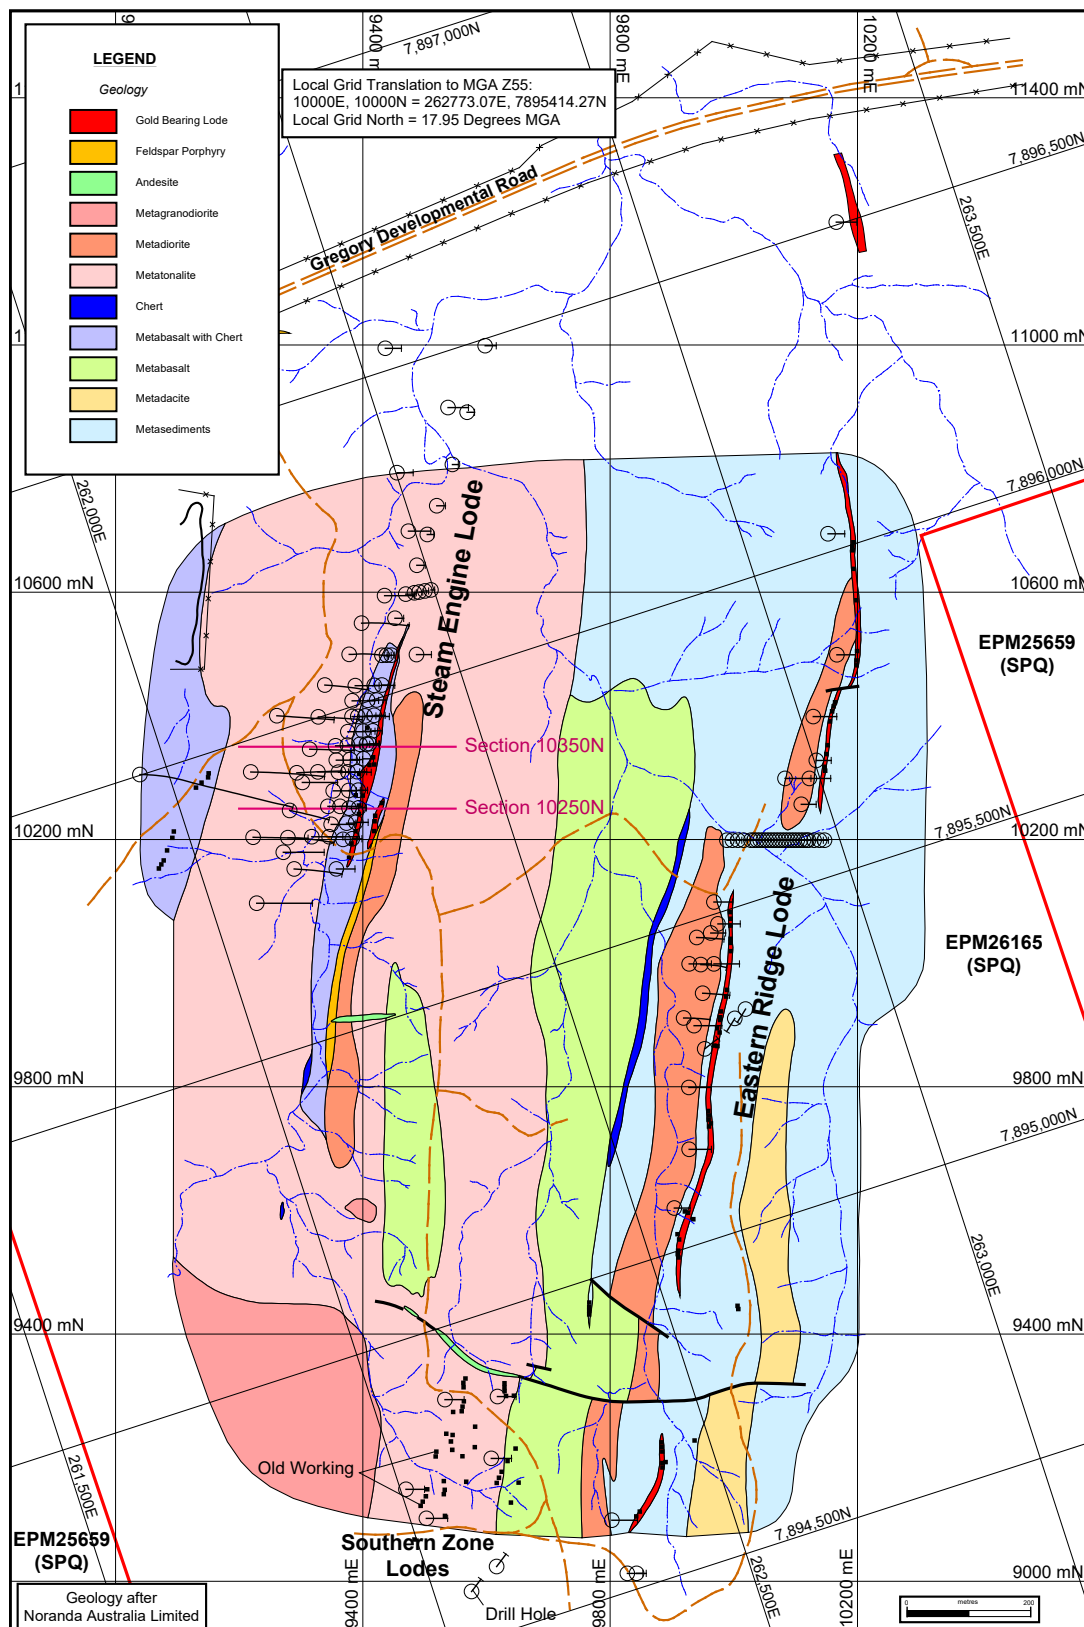 LEGEND
Geology
Gold Bearing Lode
Feldspar Porphyry
Andesite
Metagranodiorite
Metadiorite
Metatonalite
Chert
Metabasalt with Chert
Metabasalt
Metadacite
Metasediments
Local Grid Translation to MGA Z55:
10000E, 10000N = 262773.07E, 7895414.27N
Local Grid North = 17.95 Degrees MGA
9400 mE
7,897,000N
9800 mE
10200 mE
11400 mN
7,896,500N
263,500E
Gregory Developmental Road
11000 mN
7,896,000N
262,000E
Steam Engine Lode
10600 mN
10600 mN
EPM25659
(SPQ)
Section 10350N
Section 10250N
7,895,500N
10200 mN
10200 mN
Eastern Ridge Lode
EPM26165
(SPQ)
9800 mN
9800 mN
7,895,000N
263,000E
9400 mN
9400 mN
Old Working
261,500E
7,894,500N
EPM25659
(SPQ)
Southern Zone
Lodes
262,500E
9400 mE
9800 mE
10200 mE
9000 mN
Drill Hole
Geology after
Noranda Australia Limited
metres
0
200